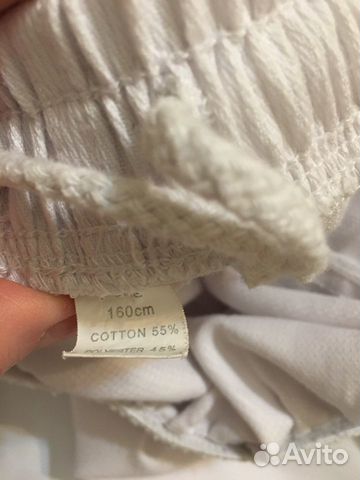 160cm
COTTON 55%
POLYESTER 45%
Avito